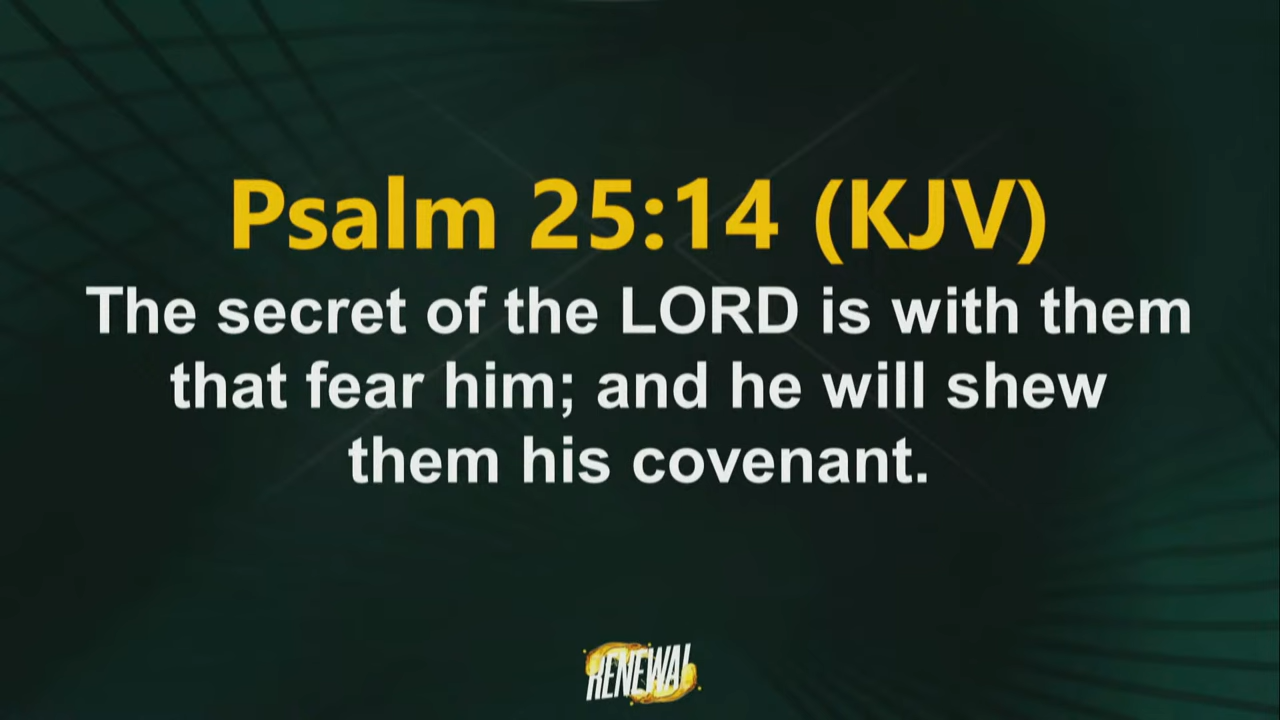 Psalm 25:14 (KJV)
The secret of the LORD is with them
that fear him; and he will shew
them his covenant.
RENEWAL